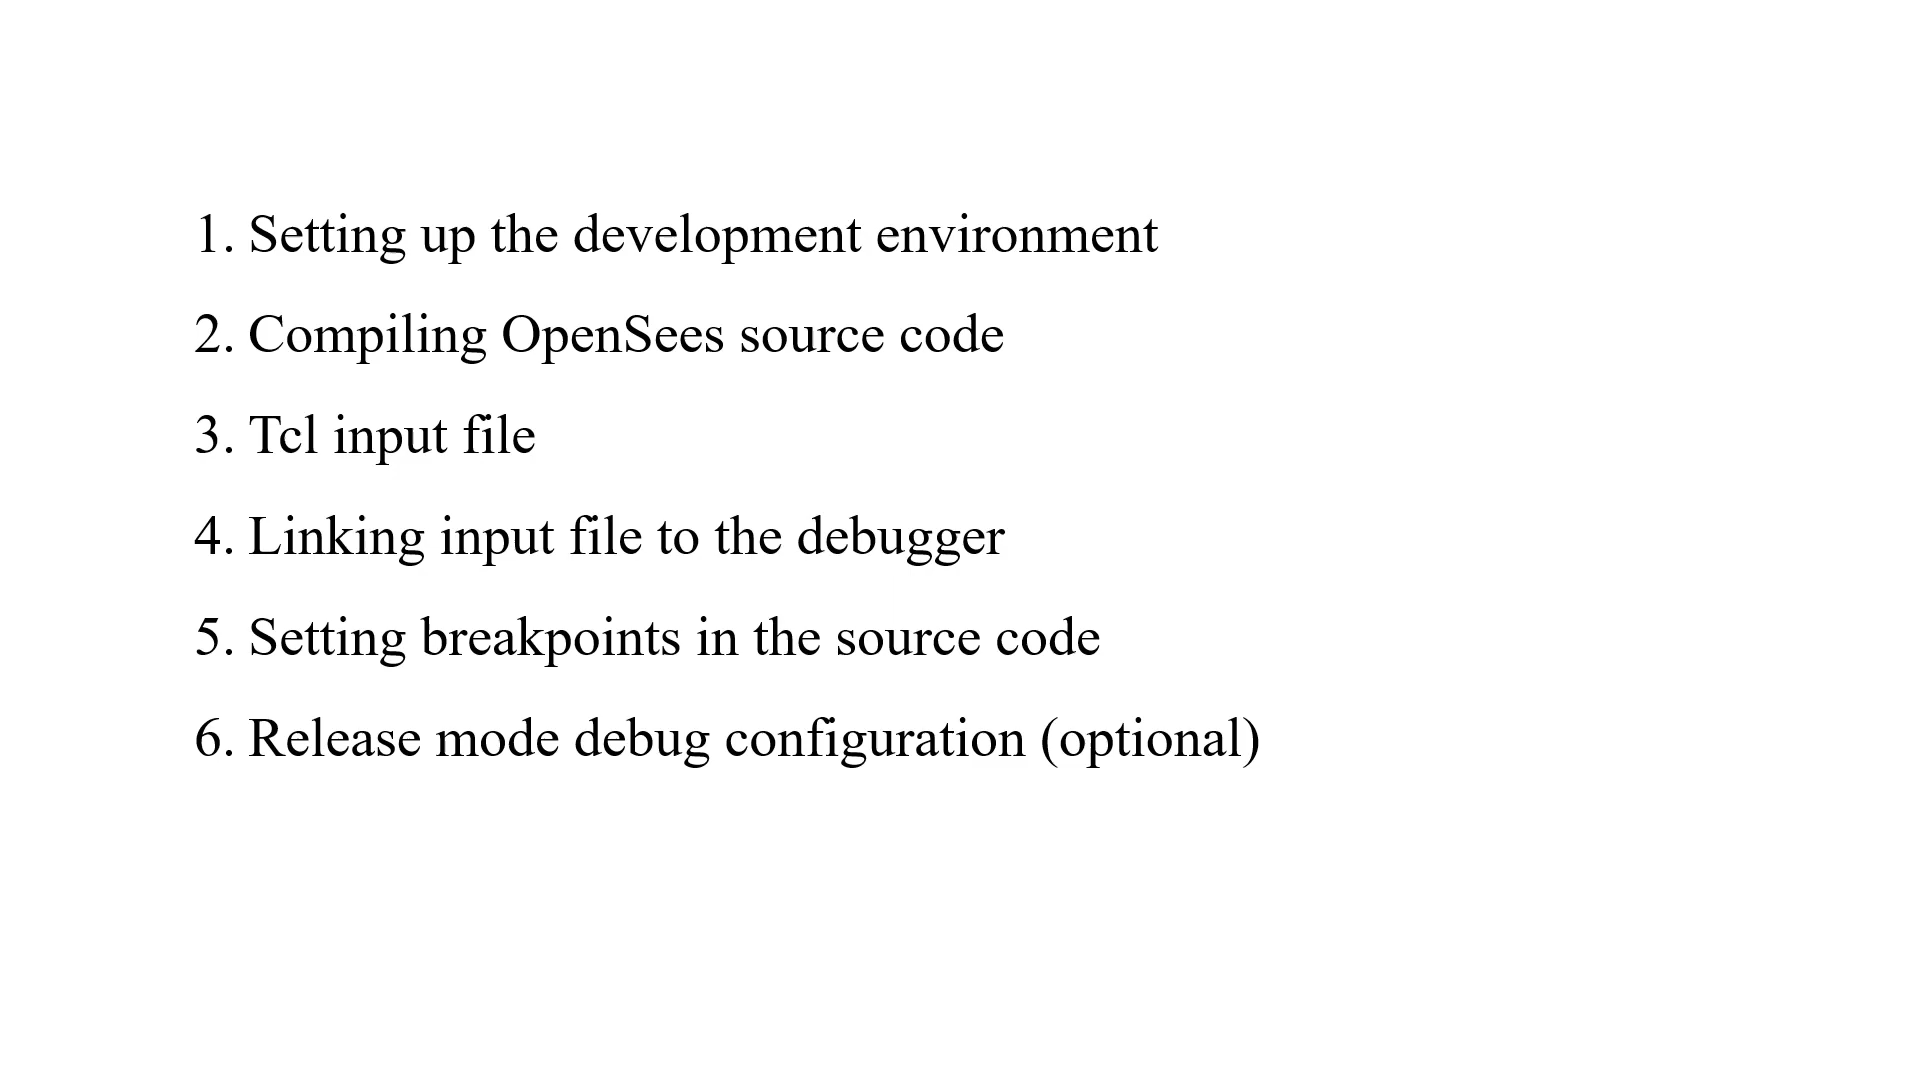 1. Setting up the development environment
2. Compiling OpenSees source code
3. Tcl input file
4. Linking input file to the debugger
5. Setting breakpoints in the source code
6. Release mode debug configuration (optional)